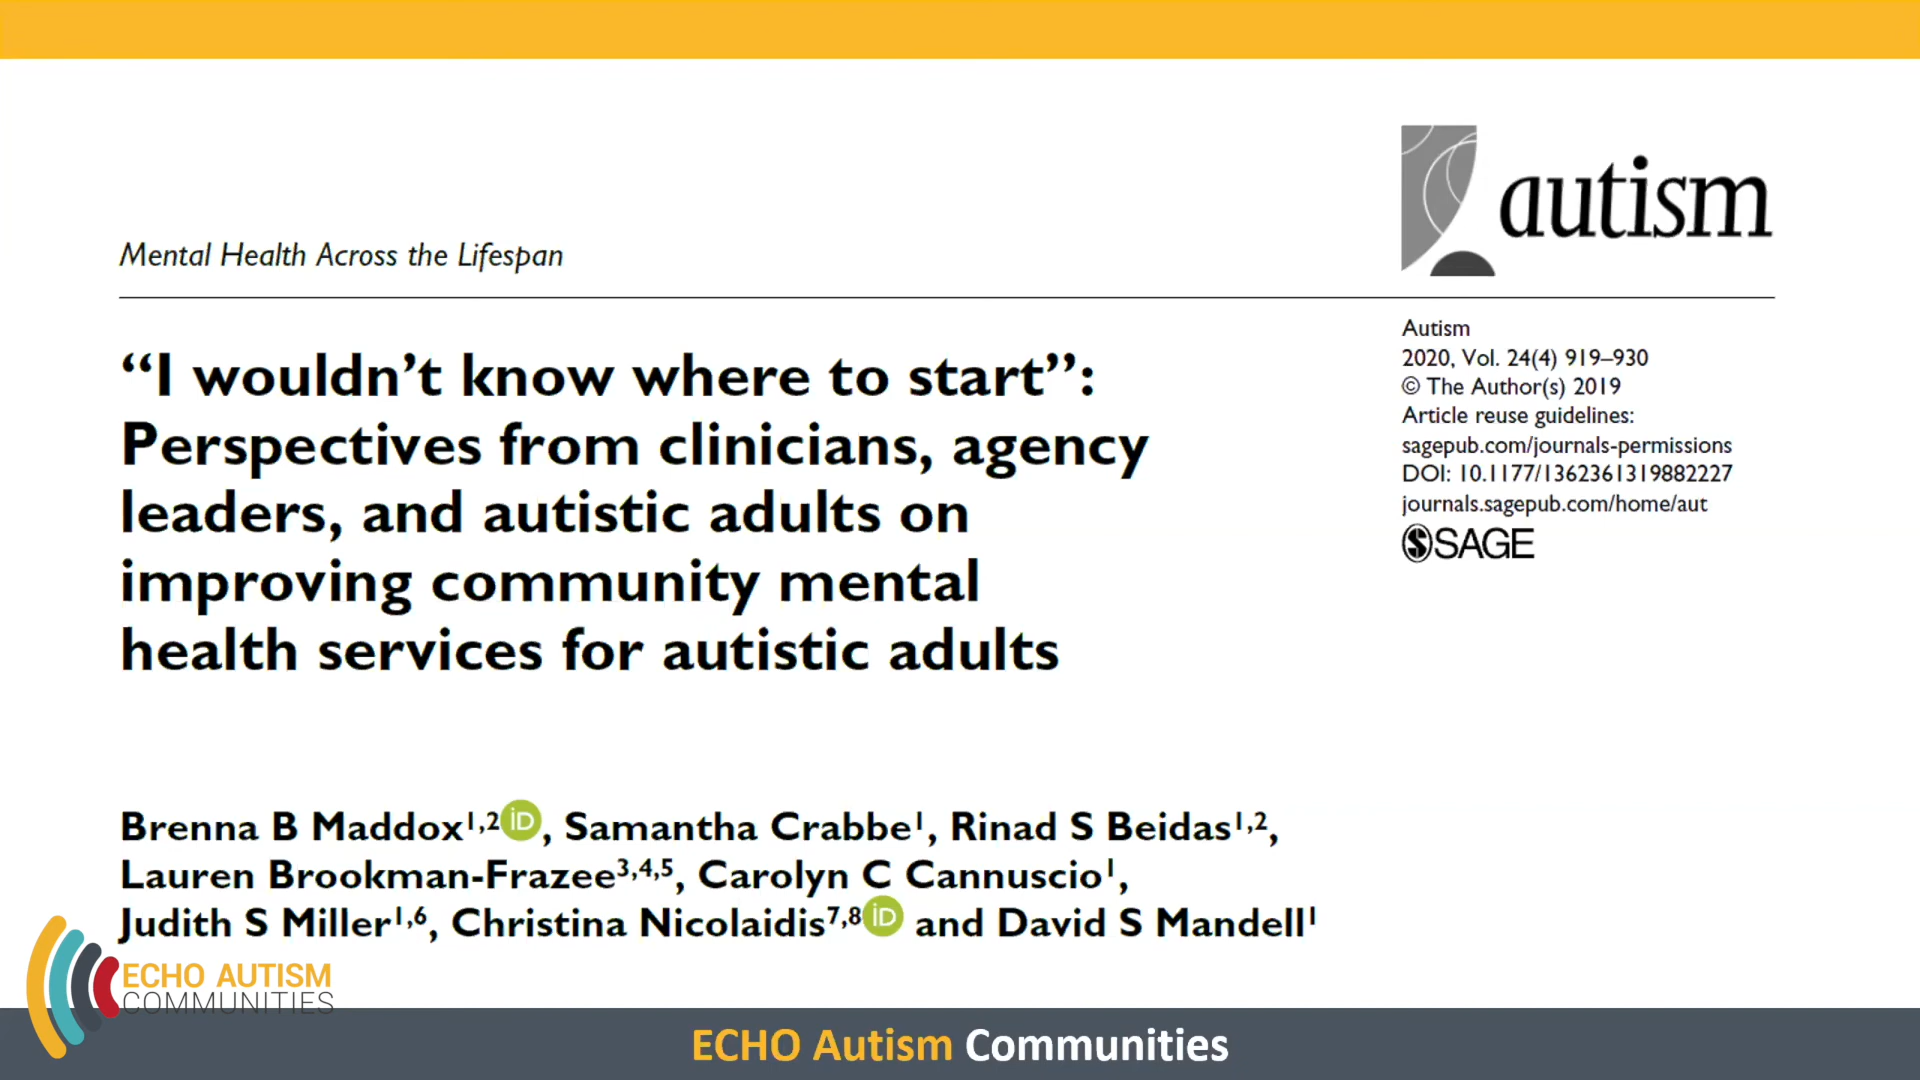 autism
Mental Health Across the Lifespan
“I wouldn’t know where to start”:
Perspectives from clinicians, agency
leaders, and autistic adults on
improving community mental
health services for autistic adults
Autism
2020, Vol. 24(4) 919–930
© The Author(s) 2019
Article reuse guidelines:
sagepub.com/journals-permissions
DOI: 10.1177/1362361319882227
journals.sagepub.com/home/aut
SAGE
Brenna B Maddox1,2 iD, Samantha Crabbe1, Rinad S Beidas1,2,
Lauren Brookman-Frazee3,4,5, Carolyn C Cannuscio1,
Judith S Miller1,6, Christina Nicolaidis7,8 iD and David S Mandell1
ECHO AUTISM
COMMUNITIES
ECHO Autism Communities